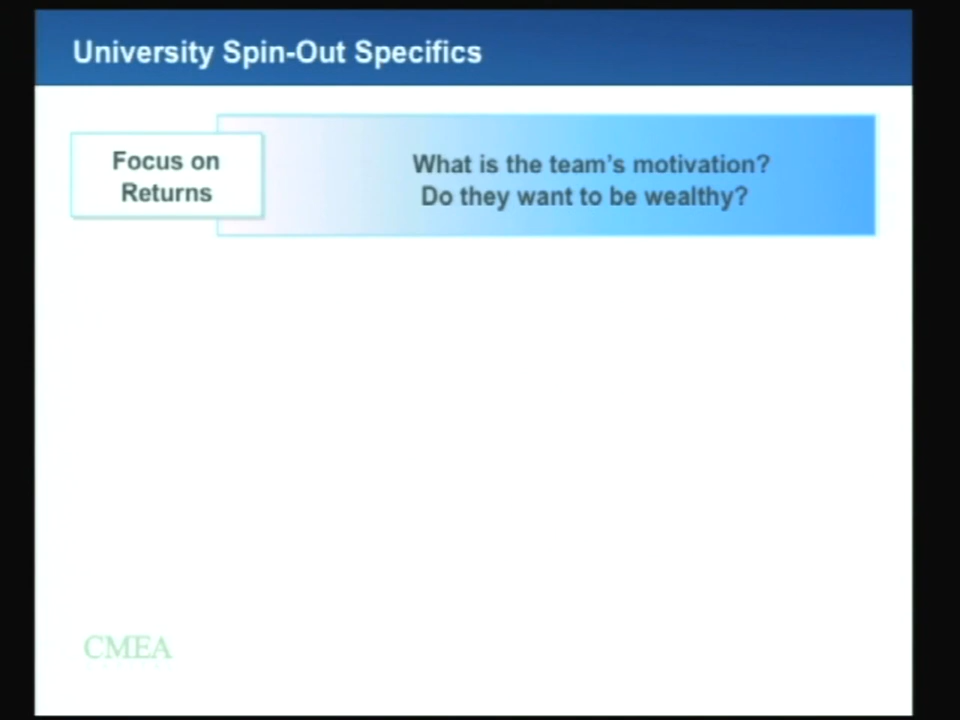 University Spin-Out Specifics
Focus on
Returns
What is the team's motivation?
Do they want to be wealthy?
CMEA